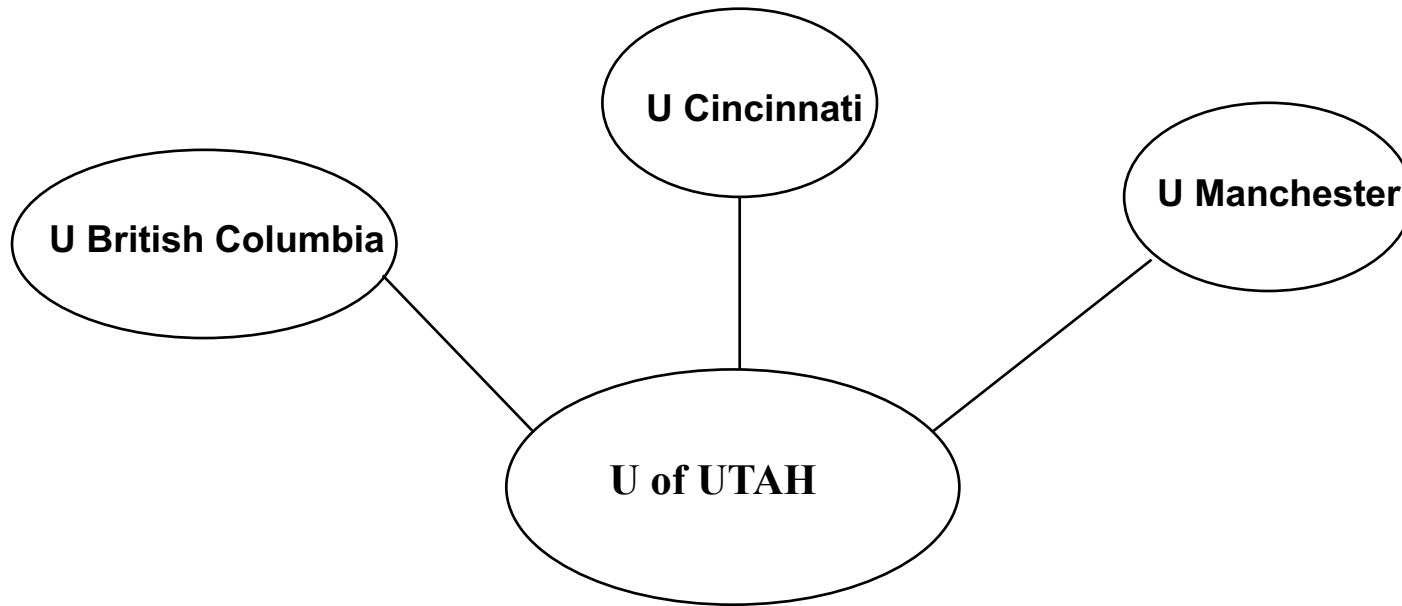 U Cincinnati
U Manchester
U British Columbia
U of UTAH